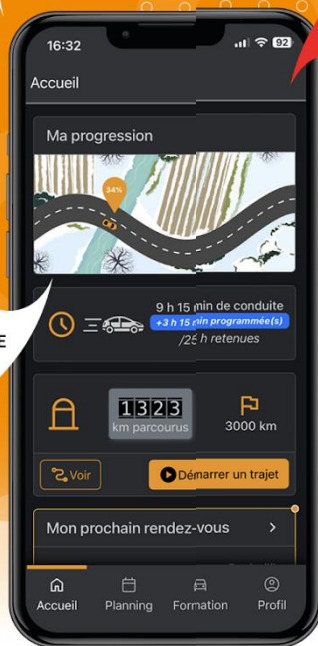 16:32
92
Accueil
Ma progression
34%
9 h 15 min de conduite
+3 h 15 min programmée(s)
/25 h retenues
E
1323
km parcourus
3000 km
Voir
Démarrer un trajet
Mon prochain rendez-vous
Accueil
Planning
Formation
Profil